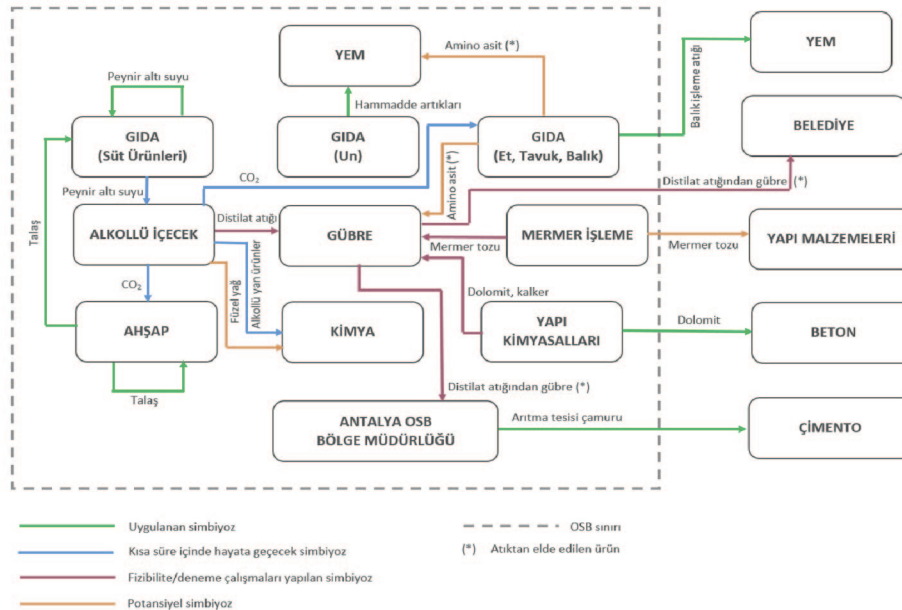 YEM
Amino asit (*)
YEM
Peynir altı suyu
Hammadde artıkları
Balık işleme atığı
BELEDİYE
GIDA
(Süt Ürünleri)
GIDA
(Un)
GIDA
(Et, Tavuk, Balık)
Peynir altı suyu
CO₂
Amino asit (*)
Distilat atığından gübre (*)
Talaş
ALKOLLÜ İÇECEK
Distilat atığı
GÜBRE
Mermer tozu
MERMER İŞLEME
Mermer tozu
YAPI MALZEMELERİ
CO₂
Füzel yağ
Alkollü yan ürünler
Dolomit, kalker
AHŞAP
KİMYA
YAPI
KİMYASALLARI
Dolomit
BETON
Talaş
Distilat atığından gübre (*)
ANTALYA OSB
BÖLGE MÜDÜRLÜĞÜ
Arıtma tesisi çamuru
ÇİMENTO
Uygulanan simbiyoz
OSB sınırı
Kısa süre içinde hayata geçecek simbiyoz
(*) Atıktan elde edilen ürün
Fizibilite/deneme çalışmaları yapılan simbiyoz
Potansiyel simbiyoz